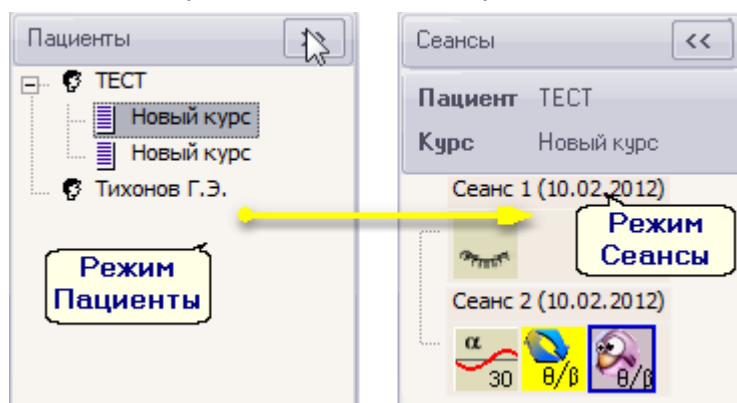 Пациенты
ТЕСТ
Новый курс
Новый курс
Тихонов Г.Э.
Режим
Пациенты
Сеансы <<
Пациент ТЕСТ
Курс Новый курс
Сеанс 1 (10.02.2012)
Режим
Сеансы
Сеанс 2 (10.02.2012)
α
30
θ/β
θ/β